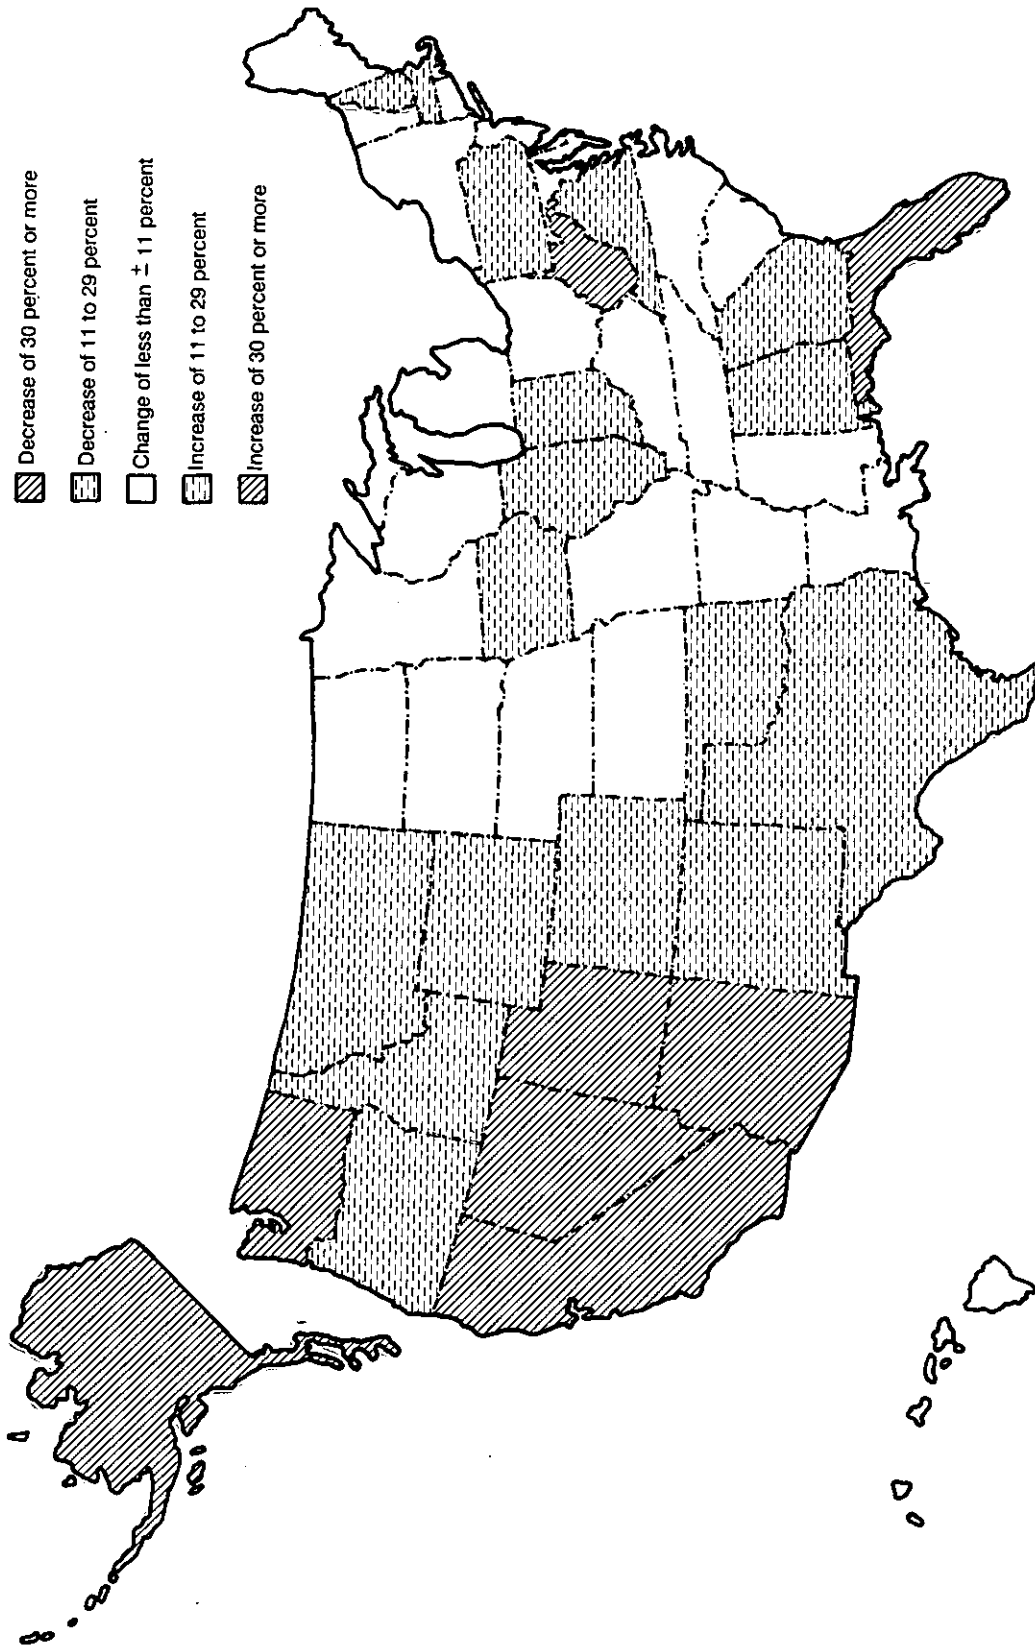 Decrease of 30 percent or more
Decrease of 11 to 29 percent
Change of less than ± 11 percent
Increase of 11 to 29 percent
Increase of 30 percent or more